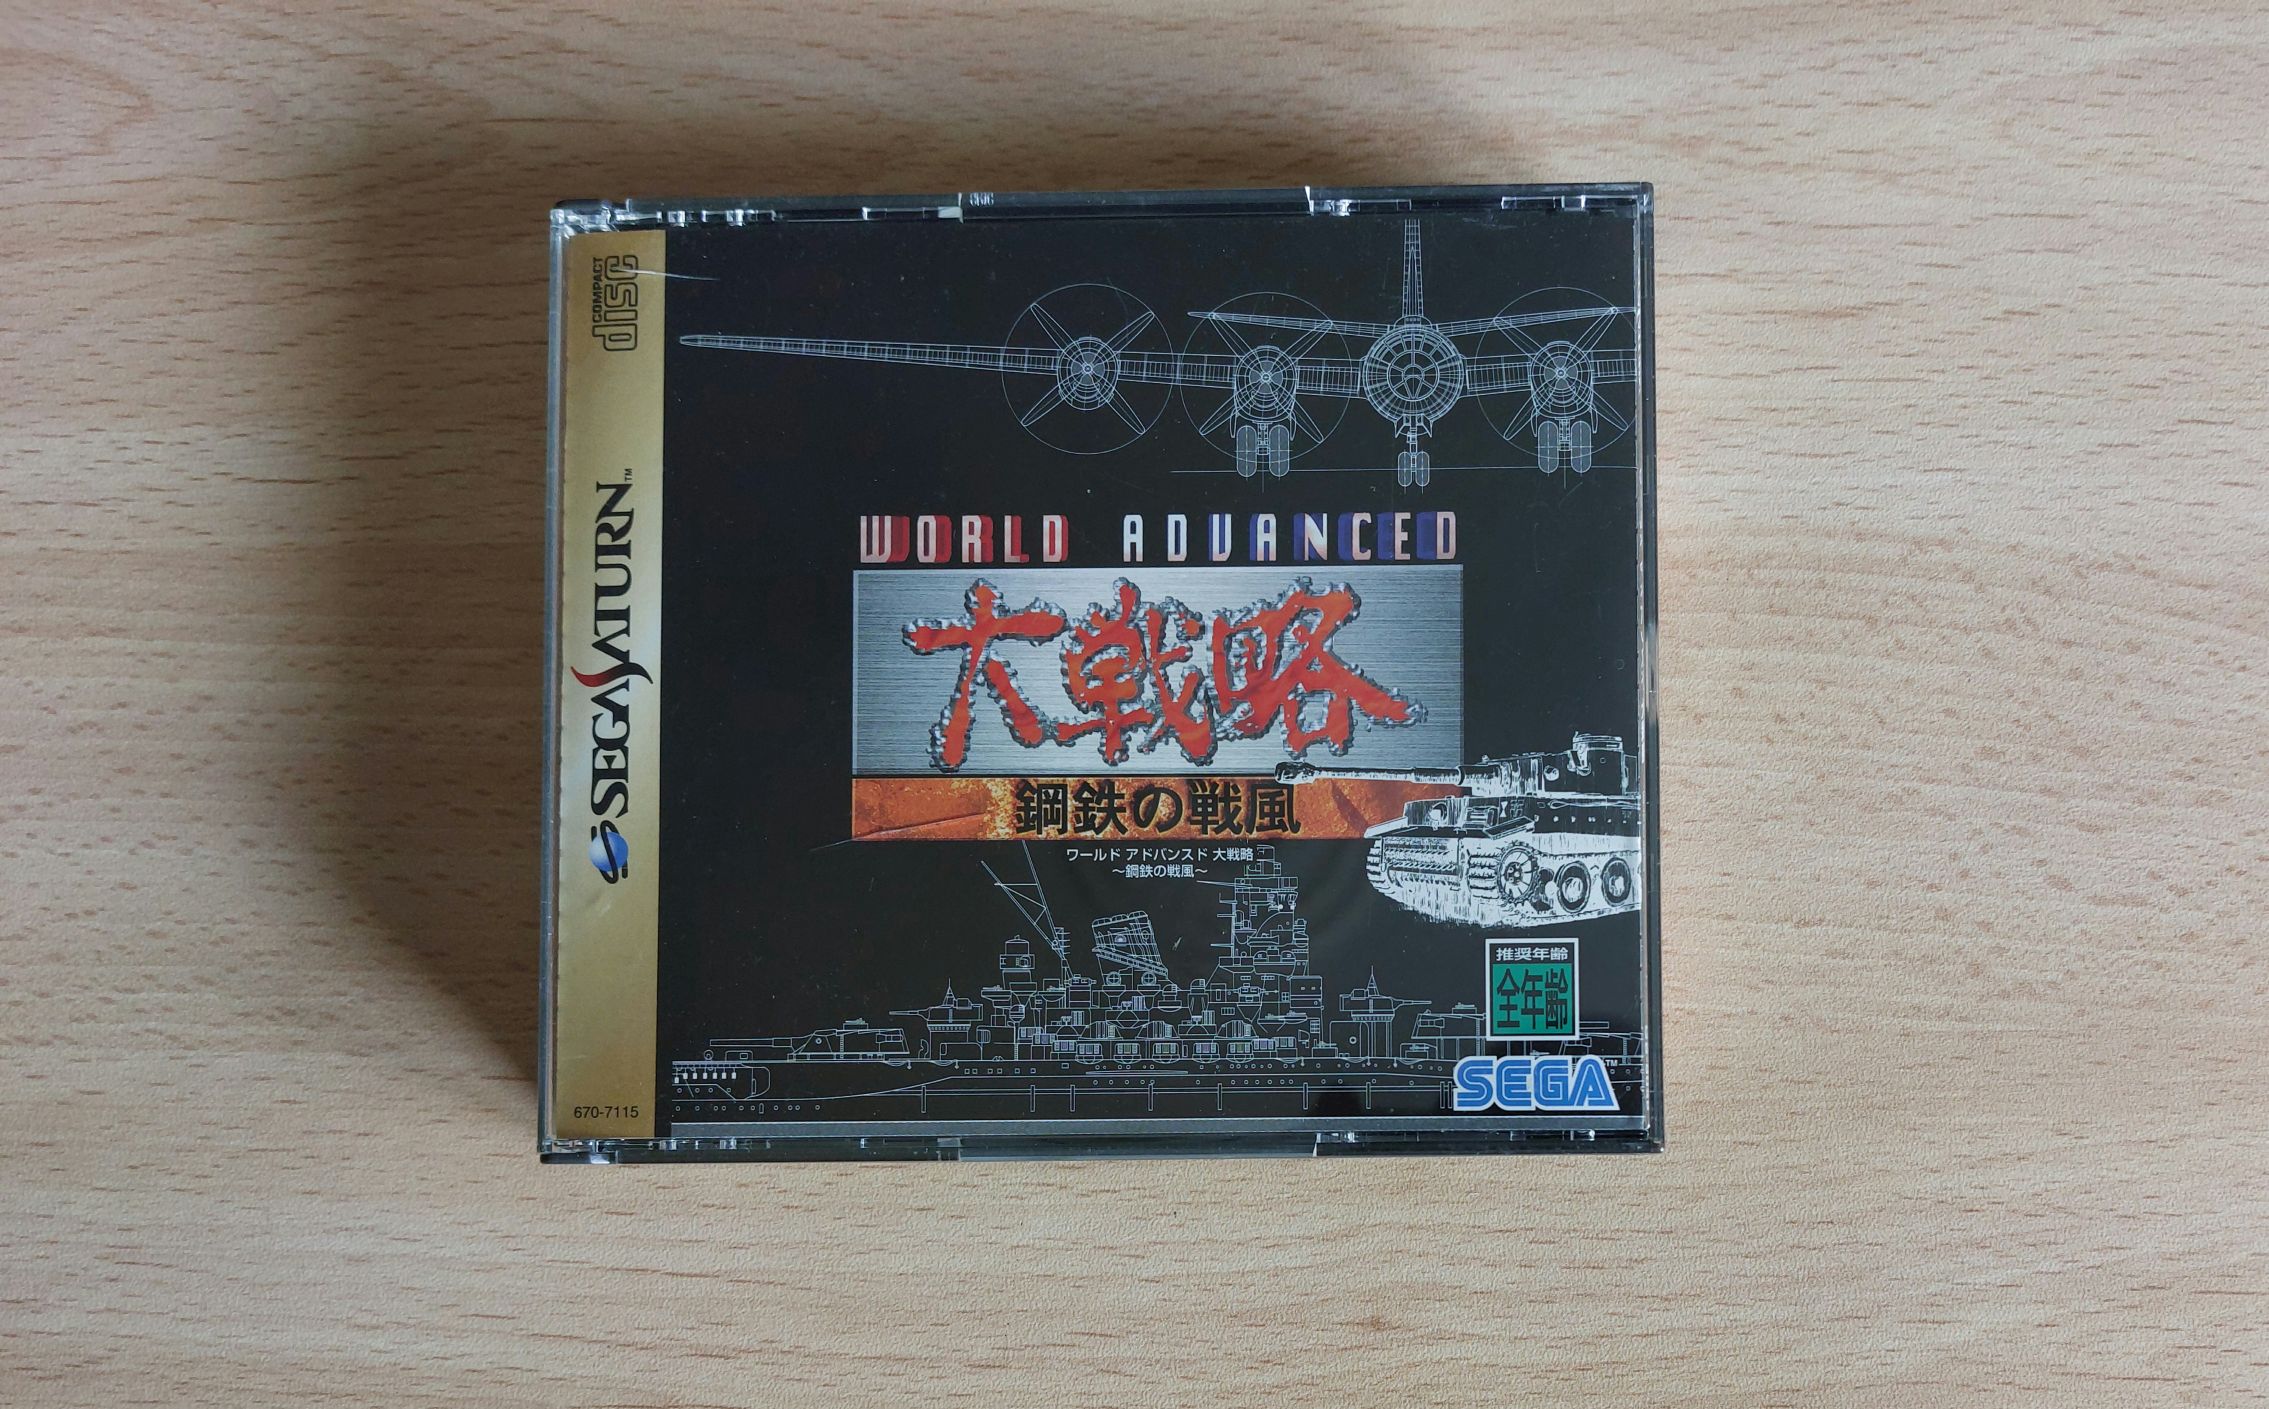 COMPACT
disc
SEGA SATURN™
670-7115
WORLD ADVANCED
大戦略
鋼鉄の戦風
ワールド アドバンスド 大戦略
〜鋼鉄の戦風〜
推奨年齢
全年齢
SEGA™